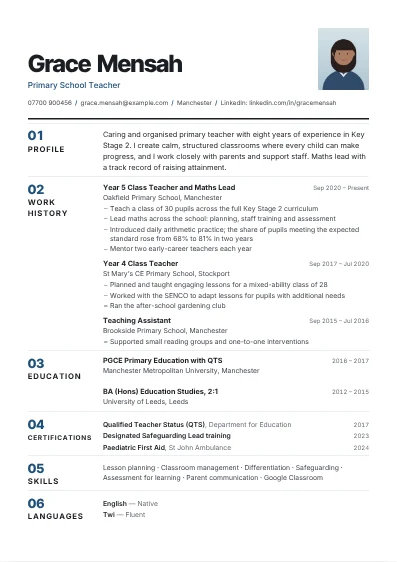 Grace Mensah
Primary School Teacher
07700 900456 / grace.mensah@example.com / Manchester / LinkedIn: linkedin.com/in/gracemensah
01
PROFILE
Caring and organised primary teacher with eight years of experience in Key
Stage 2. I create calm, structured classrooms where every child can make
progress, and I work closely with parents and support staff. Maths lead with
a track record of raising attainment.
02
WORK
HISTORY
Year 5 Class Teacher and Maths Lead Sep 2020 – Present
Oakfield Primary School, Manchester
– Teach a class of 30 pupils across the full Key Stage 2 curriculum
– Lead maths across the school: planning, staff training and assessment
– Introduced daily arithmetic practice; the share of pupils meeting the expected
standard rose from 68% to 81% in two years
– Mentor two early-career teachers each year
Year 4 Class Teacher Sep 2017 – Jul 2020
St Mary's CE Primary School, Stockport
– Planned and taught engaging lessons for a mixed-ability class of 28
– Worked with the SENCO to adapt lessons for pupils with additional needs
– Ran the after-school gardening club
Teaching Assistant Sep 2015 – Jul 2016
Brookside Primary School, Manchester
– Supported small reading groups and one-to-one interventions
03
EDUCATION
PGCE Primary Education with QTS 2016 – 2017
Manchester Metropolitan University, Manchester
BA (Hons) Education Studies, 2:1 2012 – 2015
University of Leeds, Leeds
04
CERTIFICATIONS
Qualified Teacher Status (QTS), Department for Education 2017
Designated Safeguarding Lead training 2023
Paediatric First Aid, St John Ambulance 2024
05
SKILLS
Lesson planning · Classroom management · Differentiation · Safeguarding ·
Assessment for learning · Parent communication · Google Classroom
06
LANGUAGES
English — Native
Twi — Fluent